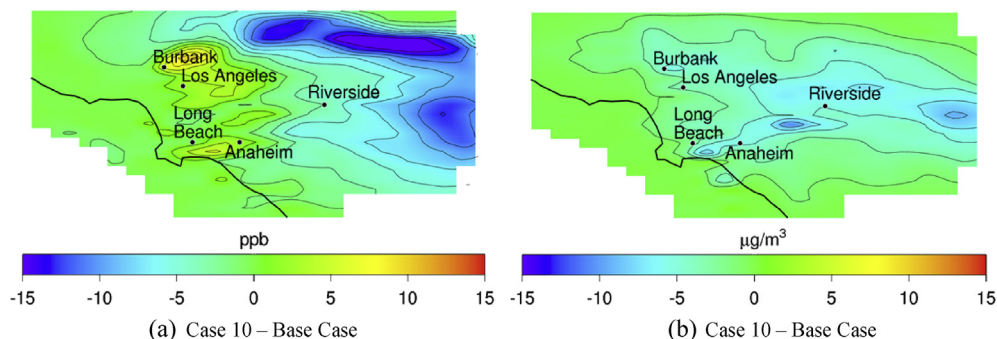 Burbank
Los Angeles
Riverside
Long
Beach
Anaheim
ppb
-15 -10 -5 0 5 10 15
(a) Case 10 – Base Case
Burbank
Los Angeles
Riverside
Long
Beach
Anaheim
μg/m³
-15 -10 -5 0 5 10 15
(b) Case 10 – Base Case